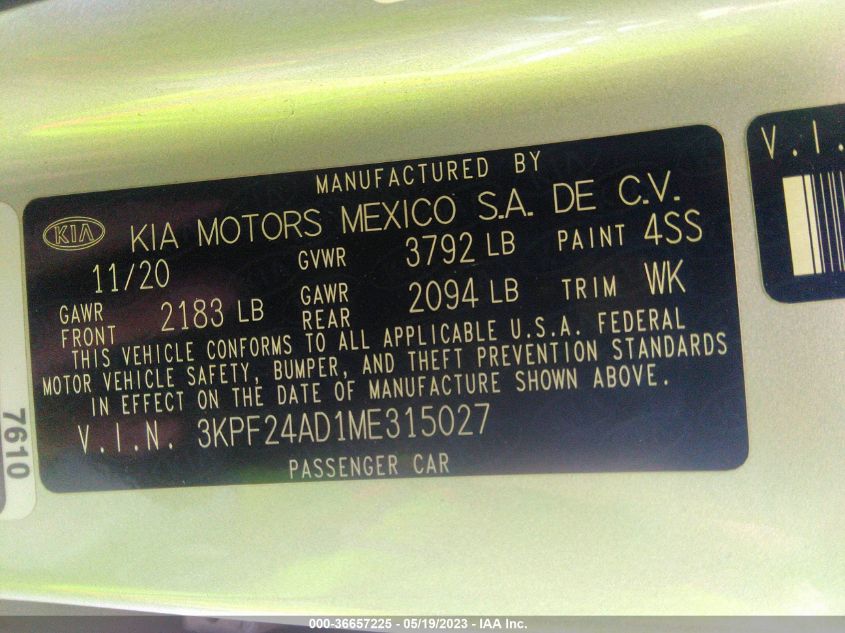 MANUFACTURED BY
KIA KIA MOTORS MEXICO S.A. DE C.V.
11/20 GVWR 3792 LB PAINT 4SS
GAWR FRONT 2183 LB GAWR REAR 2094 LB TRIM WK
THIS VEHICLE CONFORMS TO ALL APPLICABLE U.S.A. FEDERAL
MOTOR VEHICLE SAFETY, BUMPER, AND THEFT PREVENTION STANDARDS
IN EFFECT ON THE DATE OF MANUFACTURE SHOWN ABOVE.
V.I.N. 3KPF24AD1ME315027
PASSENGER CAR
V.I.
7610
000-36657225 - 05/19/2023 - IAA Inc.